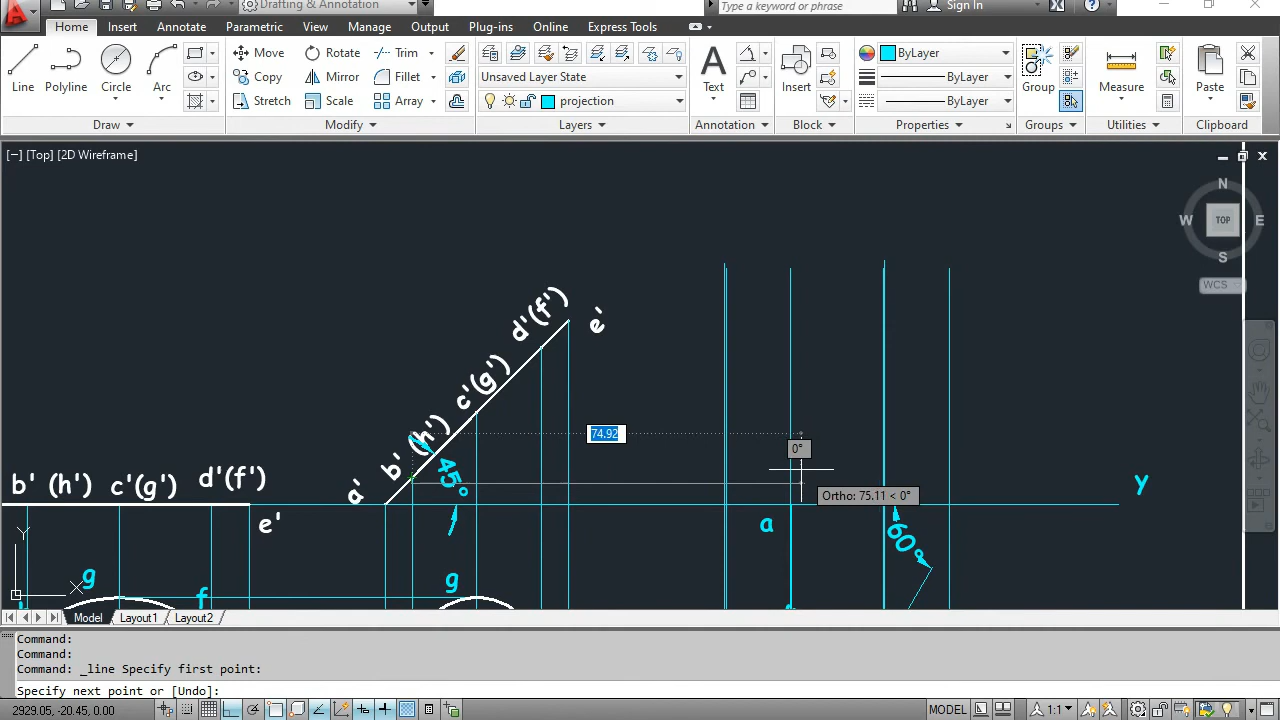 Drafting & Annotation
Type a keyword or phrase
Sign In
Home Insert Annotate Parametric View Manage Output Plug-ins Online Express Tools
Line Polyline Circle Arc
Move Rotate Trim
Copy Mirror Fillet
Stretch Scale Array
Unsaved Layer State
projection
Text
Insert
ByLayer
ByLayer
ByLayer
Group
Measure
Paste
Draw Modify Layers Annotation Block Properties Groups Utilities Clipboard
[−] [Top] [2D Wireframe]
N
W TOP E
S
WCS
d'(f')
e'
c'(g')
b' (h')
a'
45°
74.92
0°
Ortho: 75.11 < 0°
b' (h') c'(g') d'(f')
e'
y
a
60°
Y
X
g
f
g
Model Layout1 Layout2
Command:
Command:
Command: _line Specify first point:
Specify next point or [Undo]:
2929.05, -20.45, 0.00
MODEL
1:1